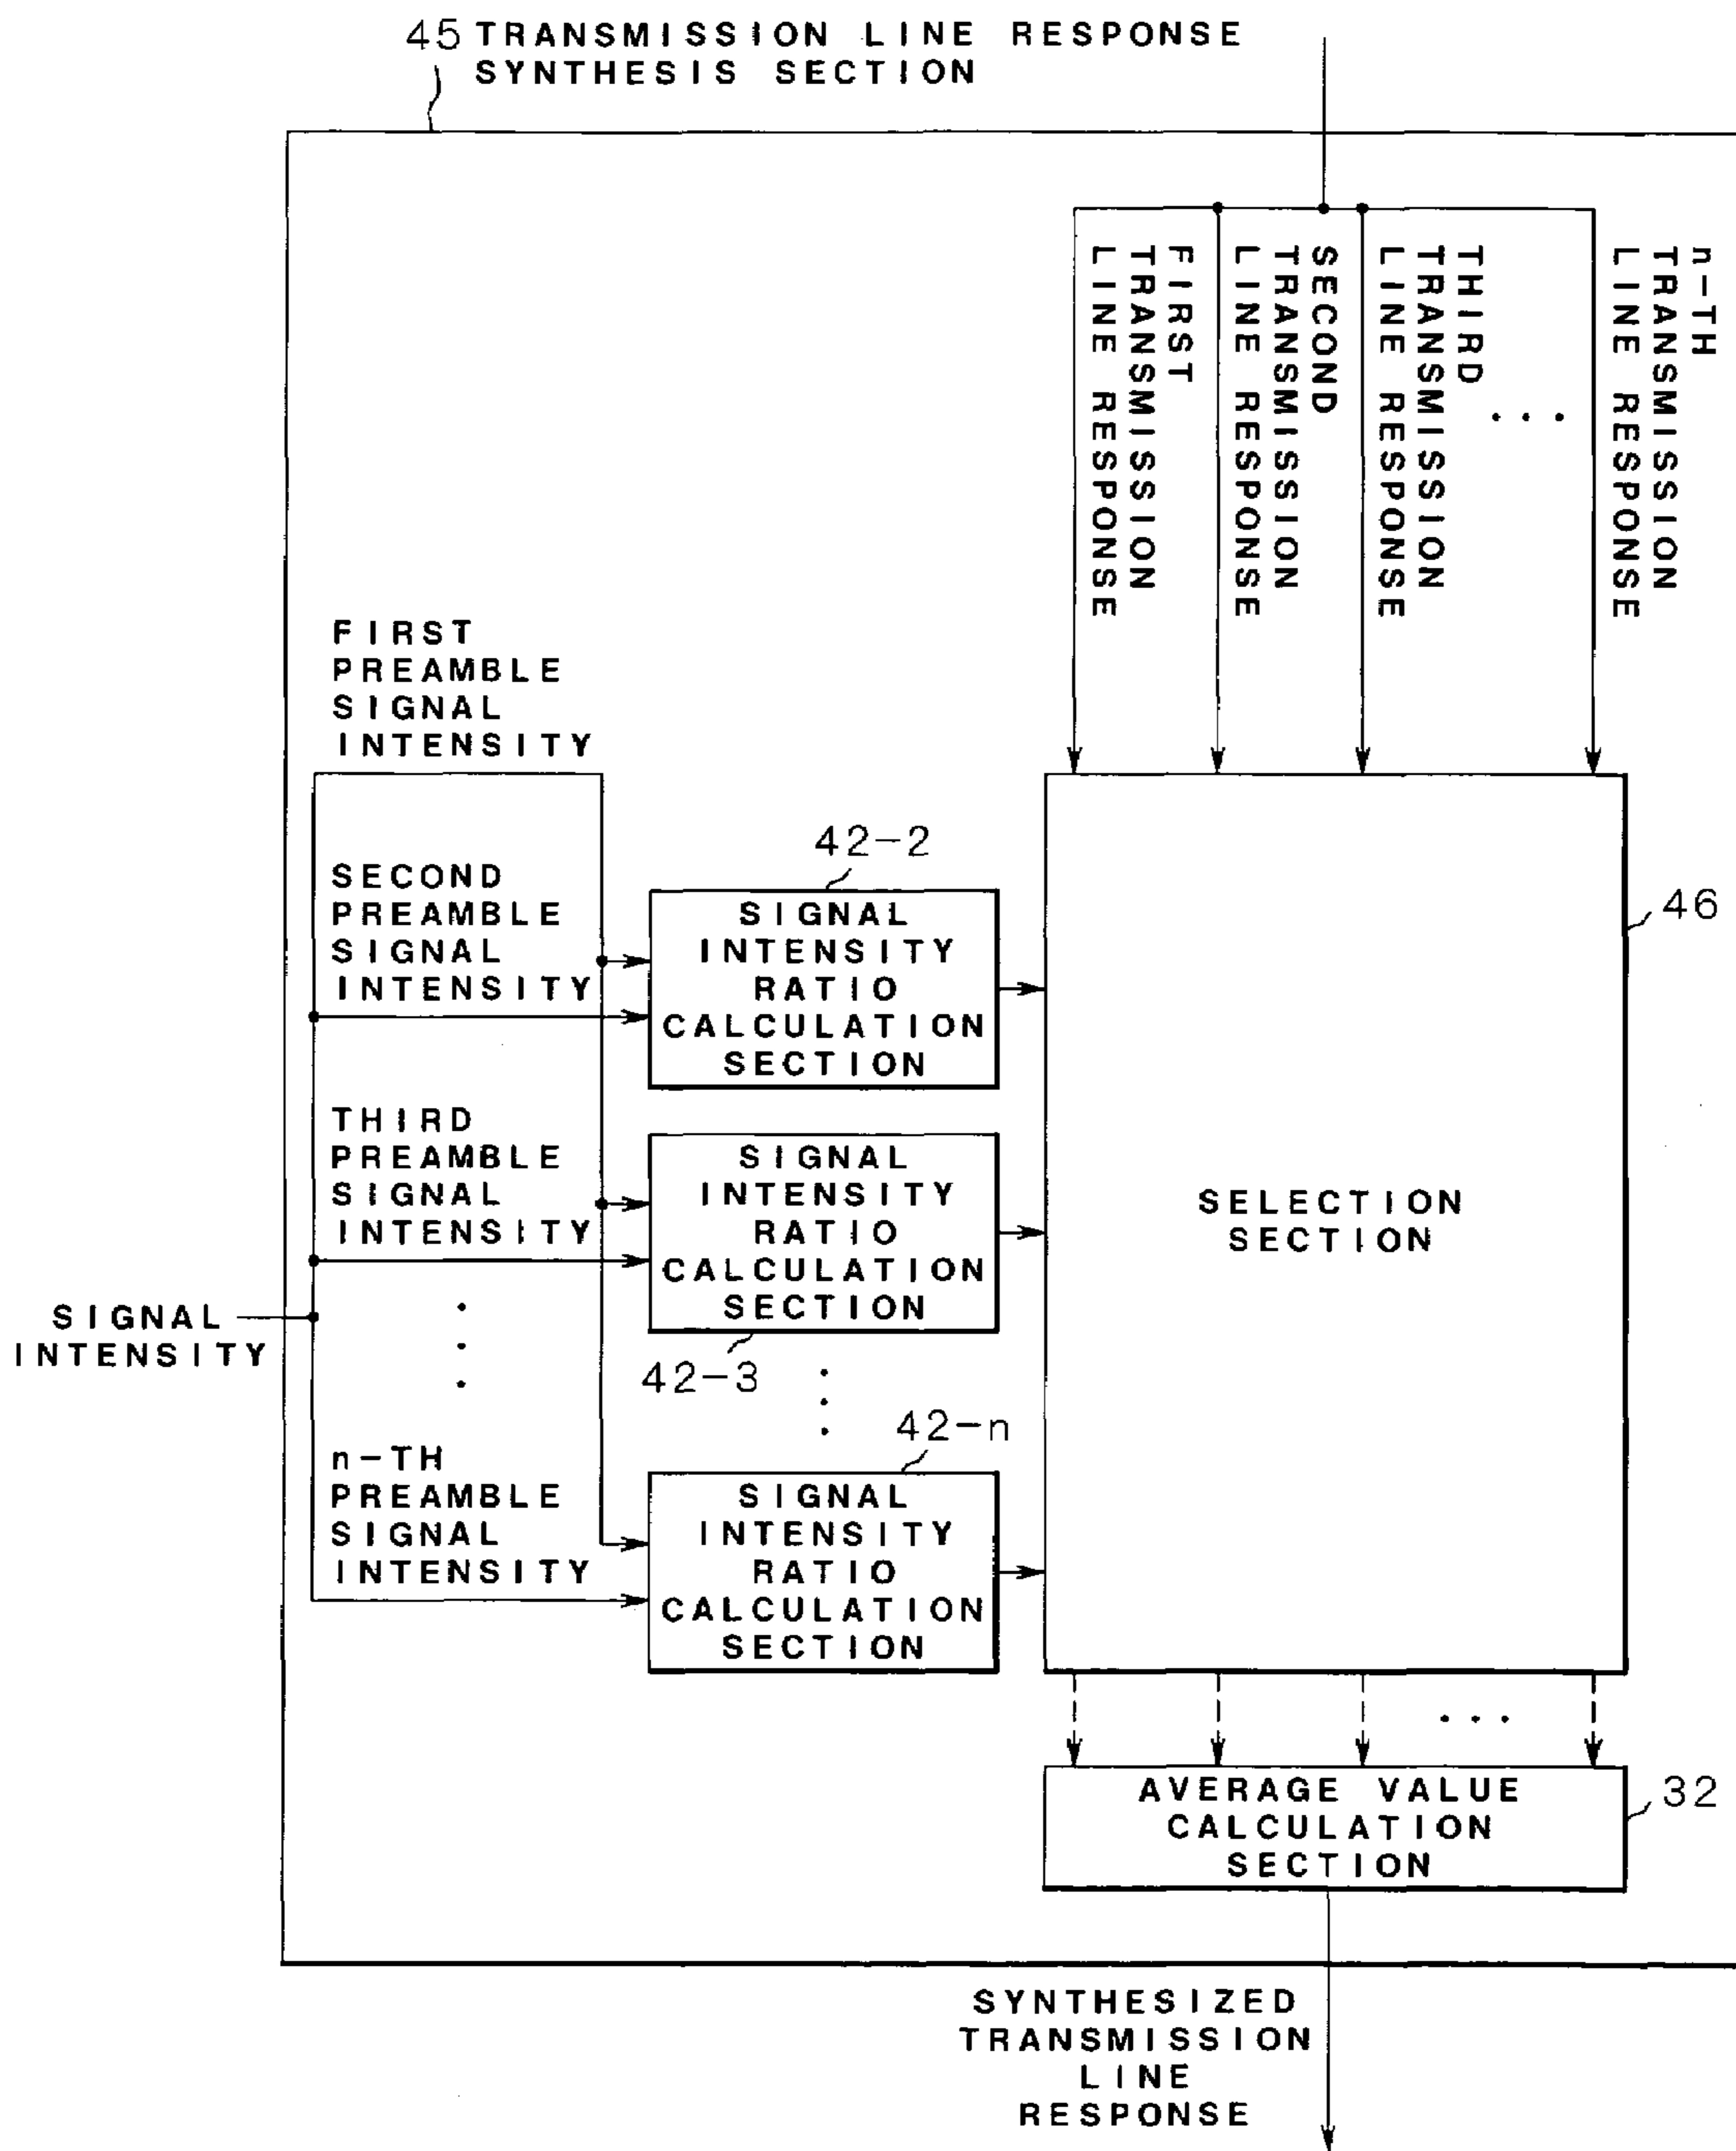 45 TRANSMISSION LINE RESPONSE
SYNTHESIS SECTION
FIRST
TRANSMISSION
LINE RESPONSE
SECOND
TRANSMISSION
LINE RESPONSE
THIRD
TRANSMISSION
LINE RESPONSE
...
n-TH
TRANSMISSION
LINE RESPONSE
FIRST
PREAMBLE
SIGNAL
INTENSITY
SECOND
PREAMBLE
SIGNAL
INTENSITY
42-2
SIGNAL
INTENSITY
RATIO
CALCULATION
SECTION
46
THIRD
PREAMBLE
SIGNAL
INTENSITY
SIGNAL
INTENSITY
RATIO
CALCULATION
SECTION
42-3
SELECTION
SECTION
SIGNAL
INTENSITY
n-TH
PREAMBLE
SIGNAL
INTENSITY
42-n
SIGNAL
INTENSITY
RATIO
CALCULATION
SECTION
...
AVERAGE VALUE
CALCULATION
SECTION
32
SYNTHESIZED
TRANSMISSION
LINE
RESPONSE